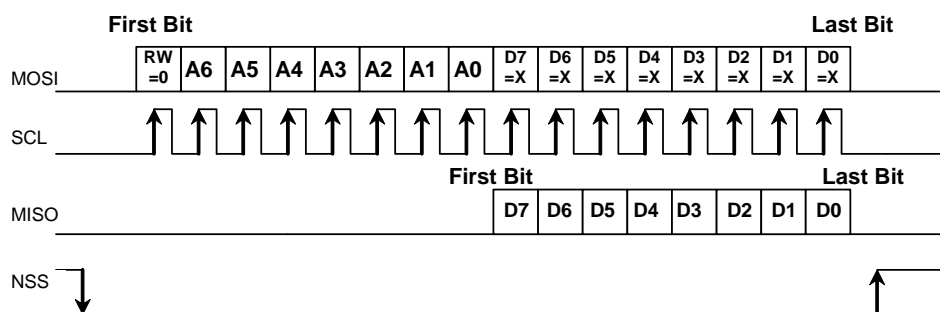 First Bit Last Bit
MOSI RW =0 A6 A5 A4 A3 A2 A1 A0 D7 =X D6 =X D5 =X D4 =X D3 =X D2 =X D1 =X D0 =X
SCL
First Bit Last Bit
MISO D7 D6 D5 D4 D3 D2 D1 D0
NSS